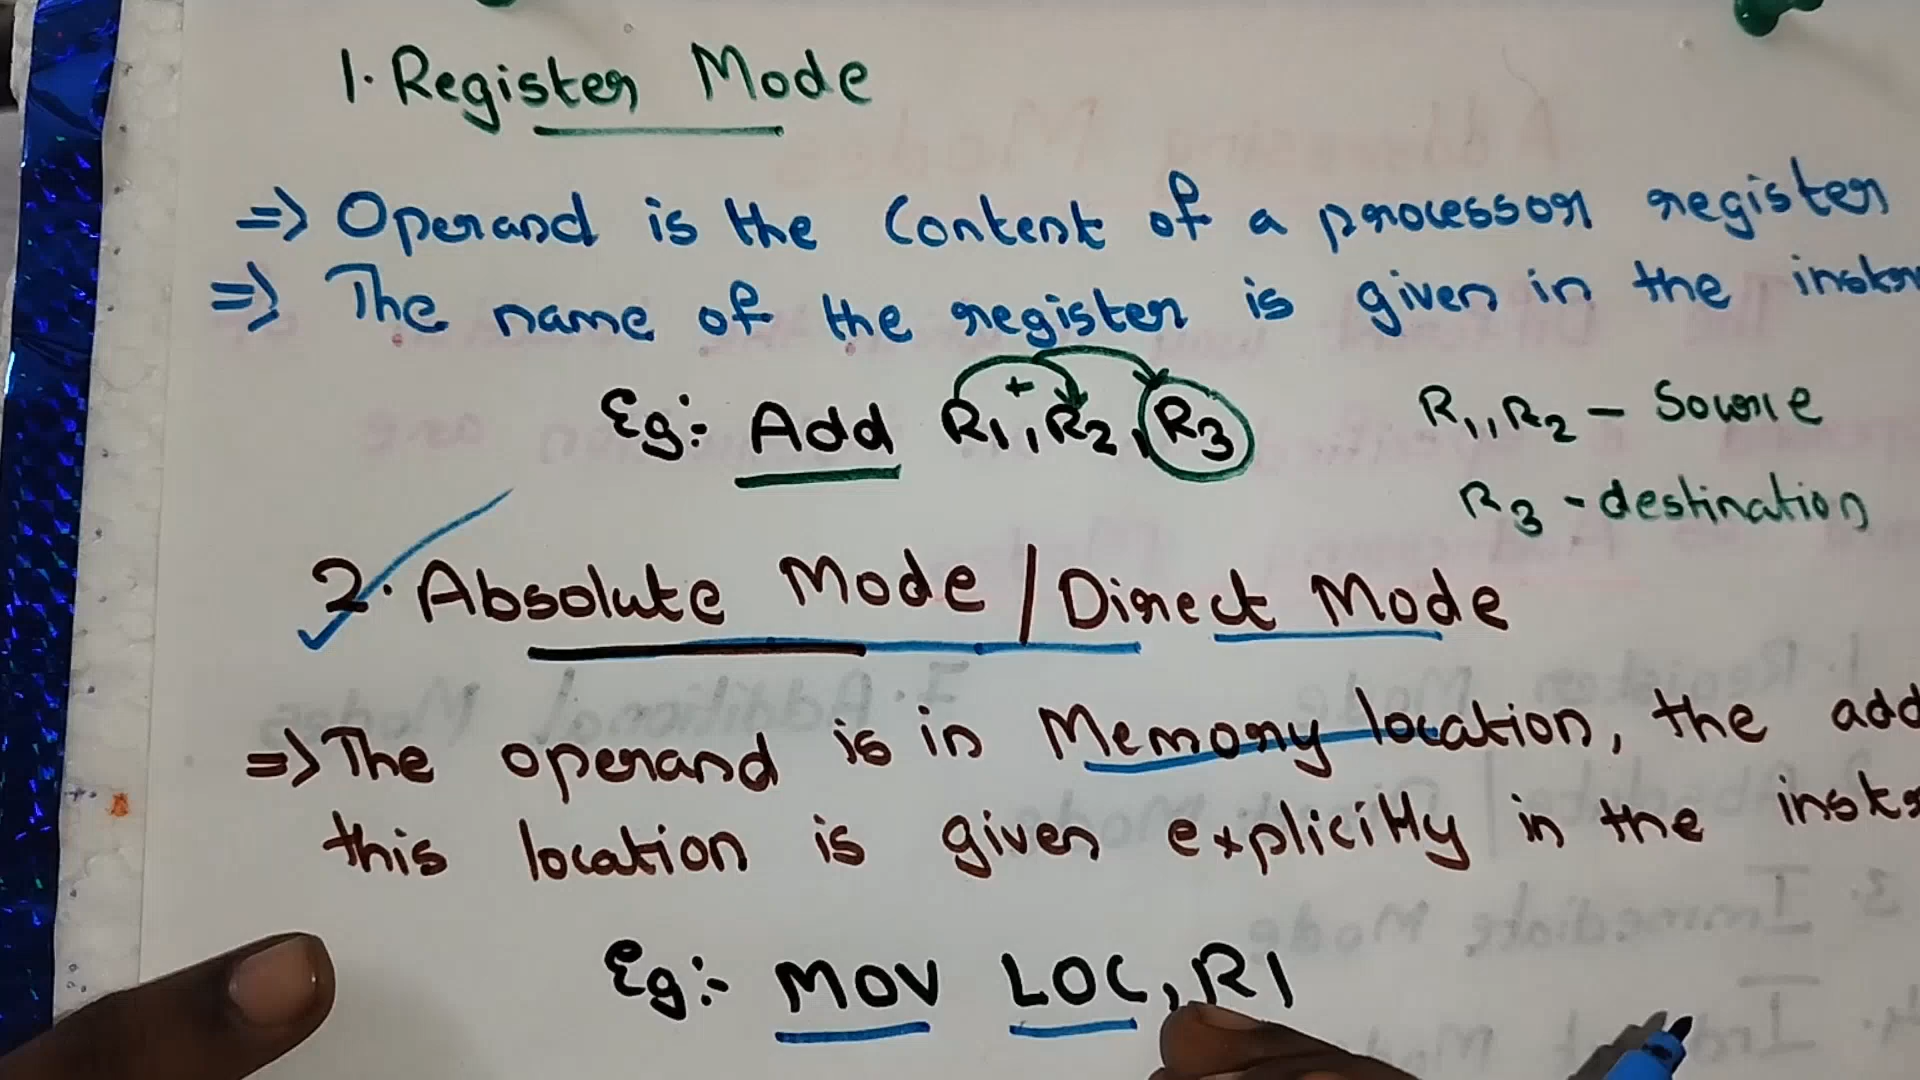 1. Register Mode
=> Operand is the Content of a processor register
=> The name of the register is given in the
Eg:- Add R1, R2, R3
+
R1, R2 - Source
R3 - destination
2. Absolute Mode / Direct Mode
=> The operand is in Memory location, the add
this location is given explicitly in the
Eg:- MOV LOC, R1